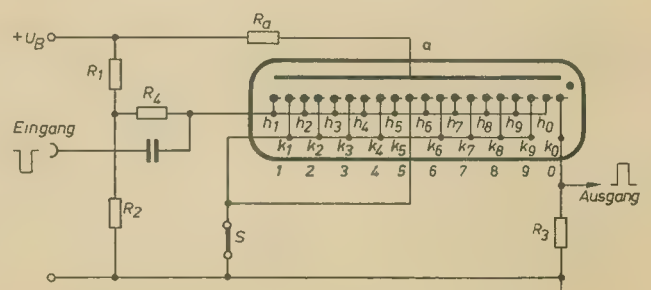 +U_B R_a a
R_1
R_4
Eingang
h_1 h_2 h_3 h_4 h_5 h_6 h_7 h_8 h_9 h_0
k_1 k_2 k_3 k_4 k_5 k_6 k_7 k_8 k_9 k_0
1 2 3 4 5 6 7 8 9 0
Ausgang
R_2 S R_3